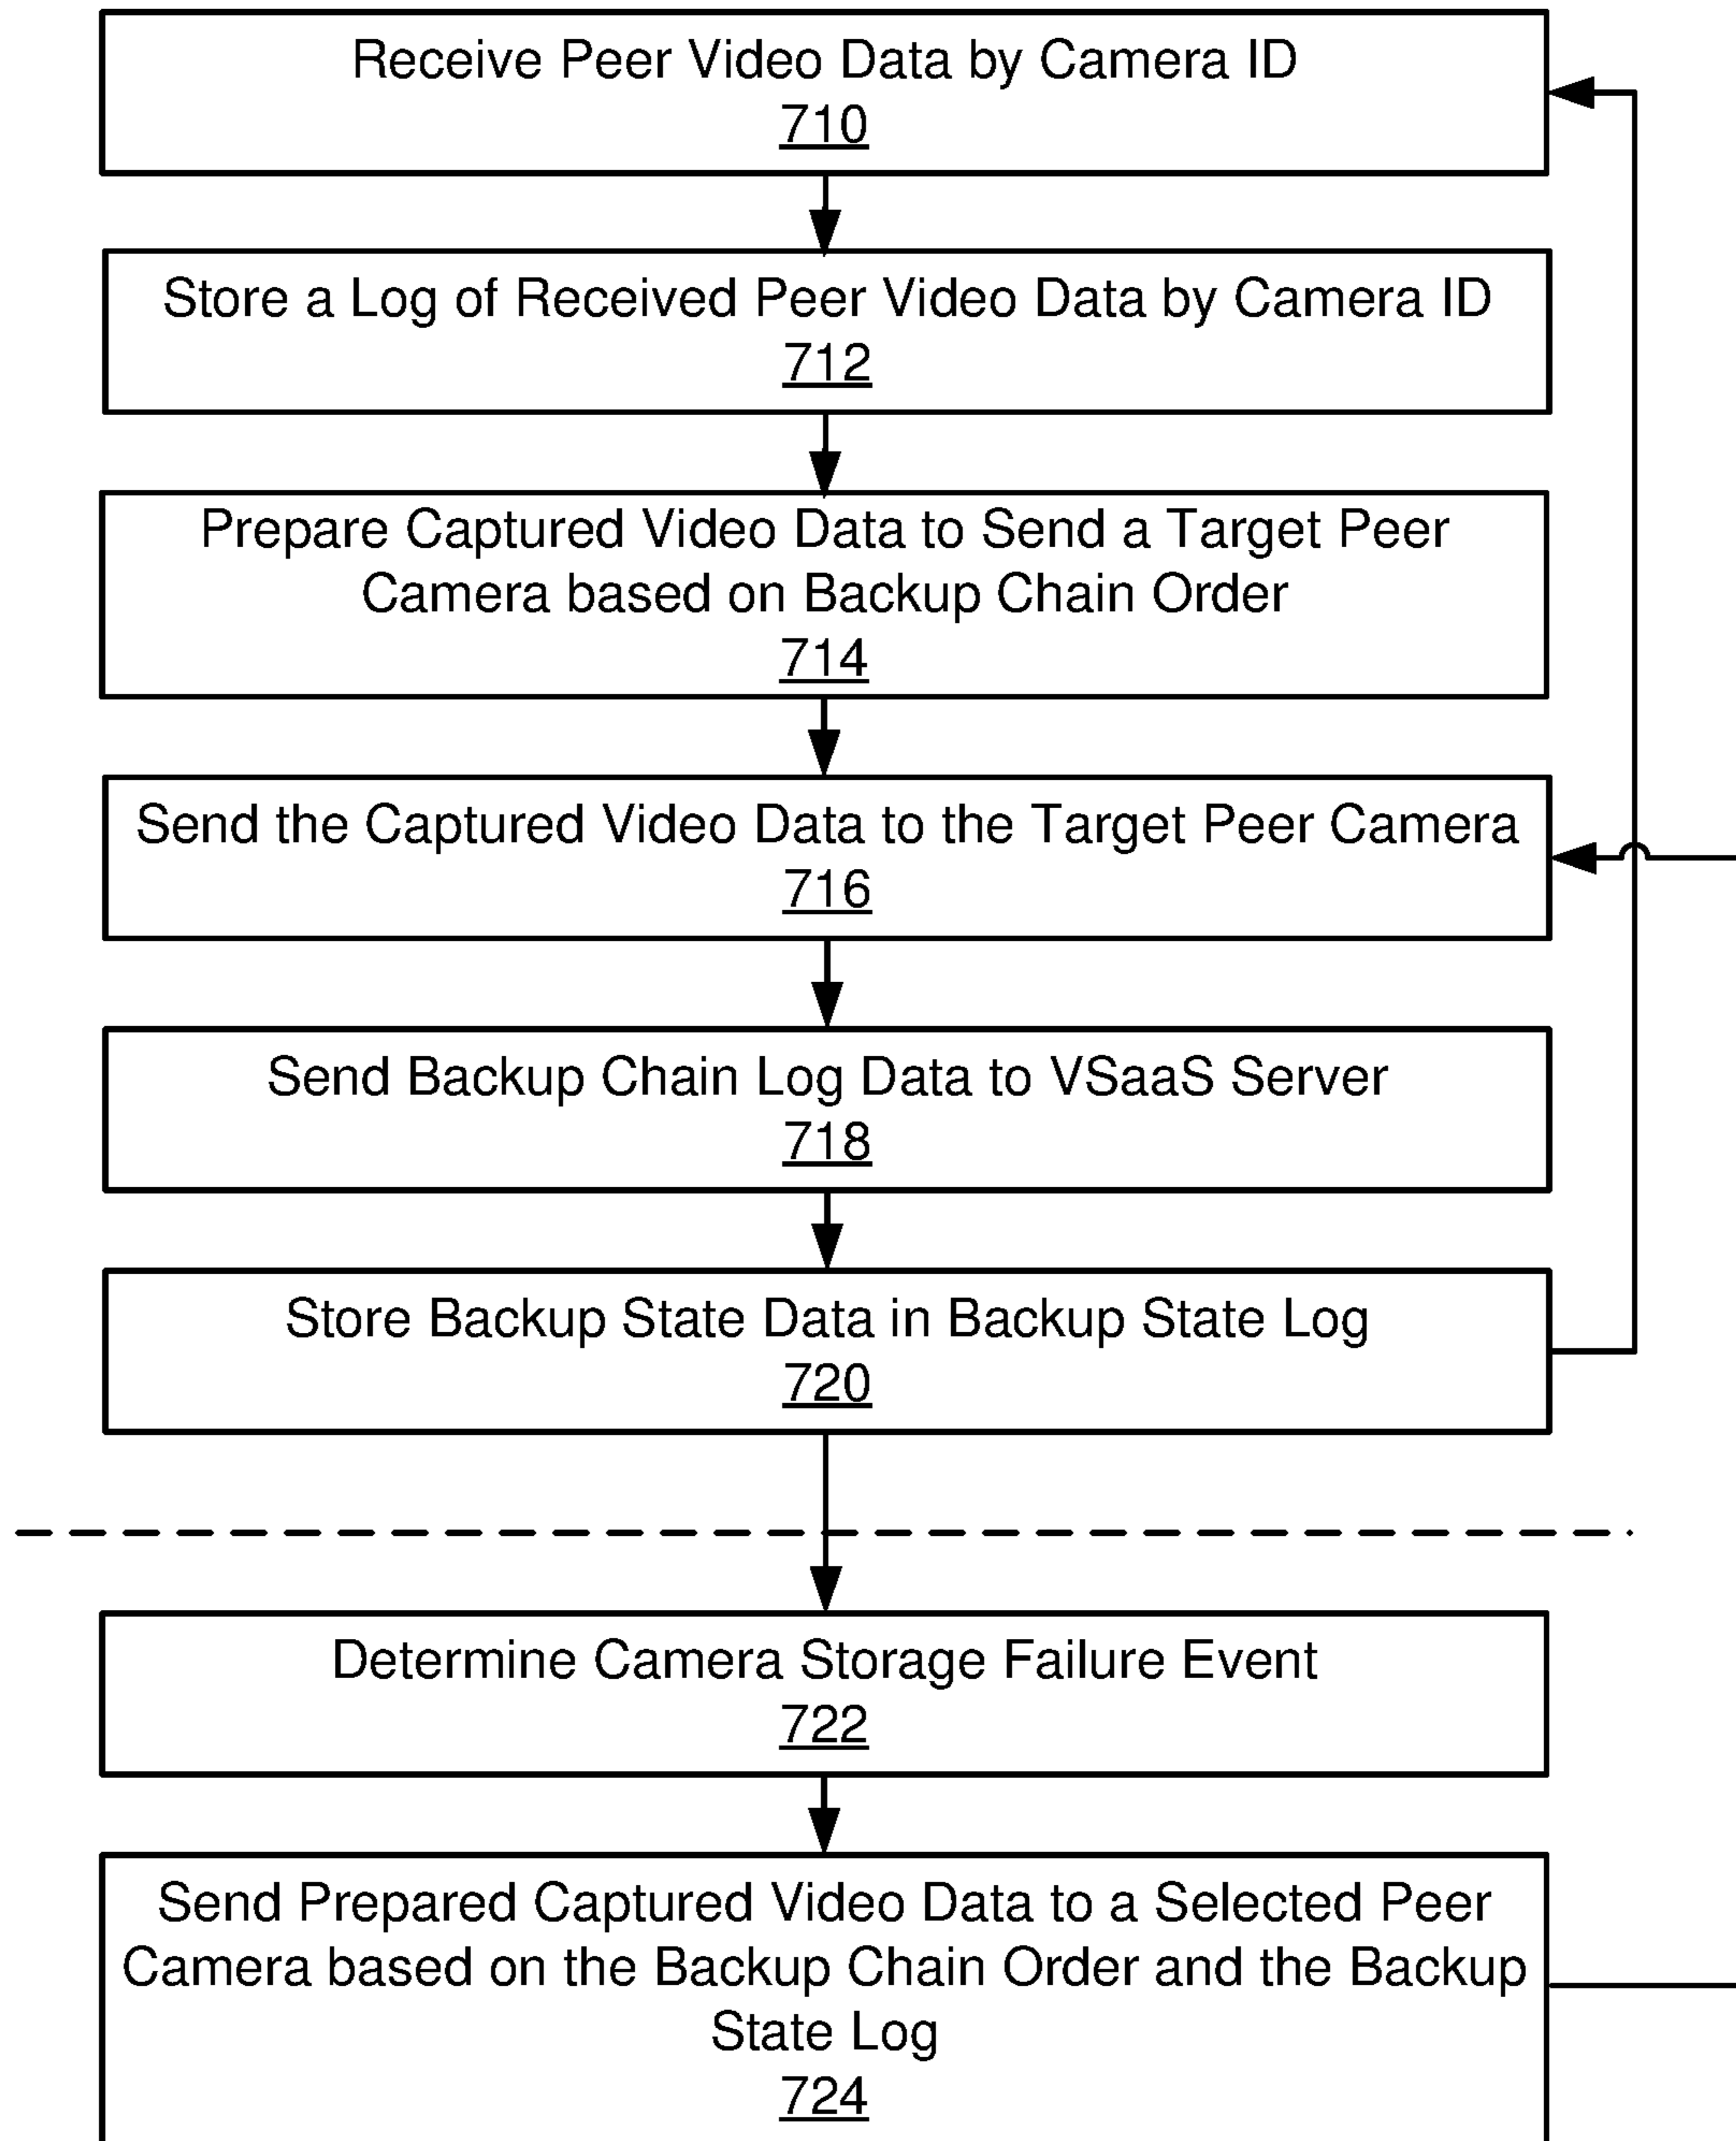 Receive Peer Video Data by Camera ID
710
Store a Log of Received Peer Video Data by Camera ID
712
Prepare Captured Video Data to Send a Target Peer
Camera based on Backup Chain Order
714
Send the Captured Video Data to the Target Peer Camera
716
Send Backup Chain Log Data to VSaaS Server
718
Store Backup State Data in Backup State Log
720
Determine Camera Storage Failure Event
722
Send Prepared Captured Video Data to a Selected Peer
Camera based on the Backup Chain Order and the Backup
State Log
724